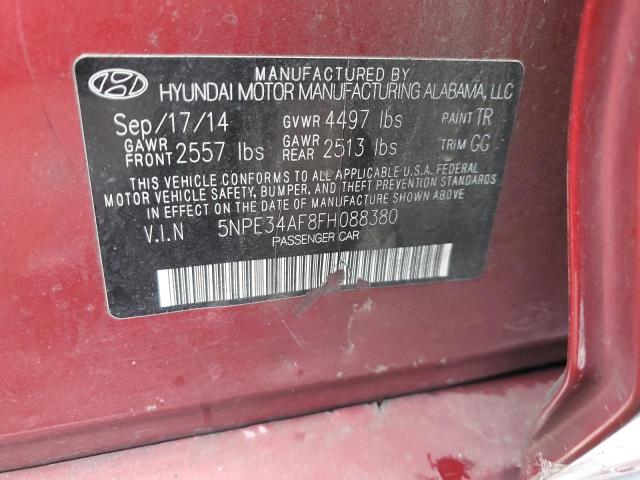 MANUFACTURED BY
HYUNDAI MOTOR MANUFACTURING ALABAMA, LLC
Sep/17/14 GVWR 4497 lbs PAINT TR
GAWR FRONT 2557 lbs GAWR REAR 2513 lbs TRIM GG
THIS VEHICLE CONFORMS TO ALL APPLICABLE U.S.A. FEDERAL
MOTOR VEHICLE SAFETY, BUMPER, AND THEFT PREVENTION STANDARDS
IN EFFECT ON THE DATE OF MANUFACTURE SHOWN ABOVE.
V.I.N 5NPE34AF8FH088380
PASSENGER CAR